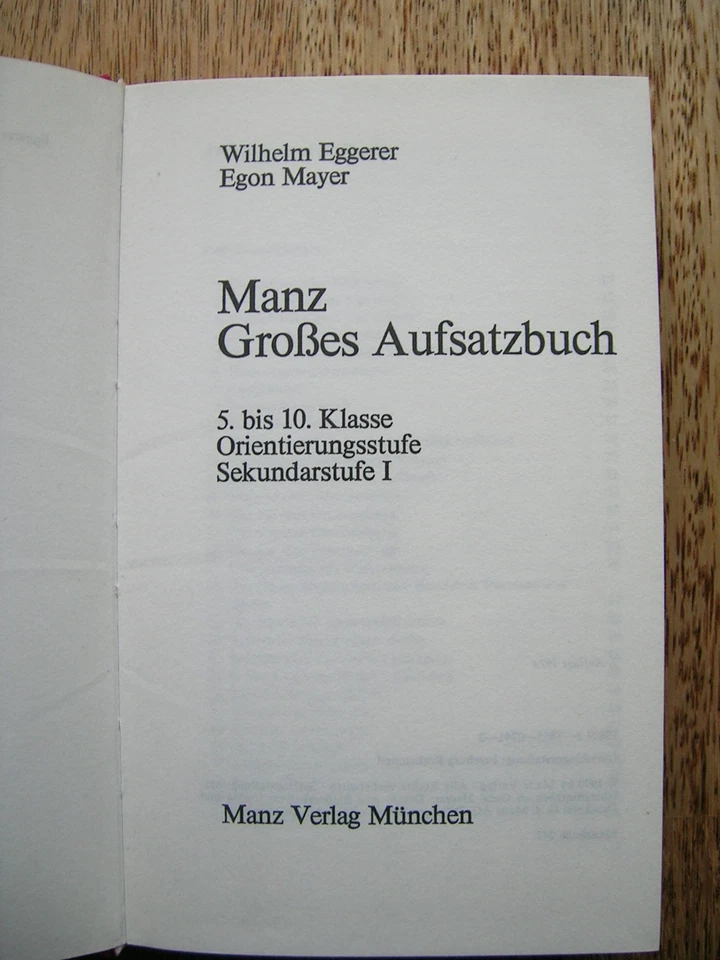 Wilhelm Eggerer
Egon Mayer
Manz
Großes Aufsatzbuch
5. bis 10. Klasse
Orientierungsstufe
Sekundarstufe I
Manz Verlag München